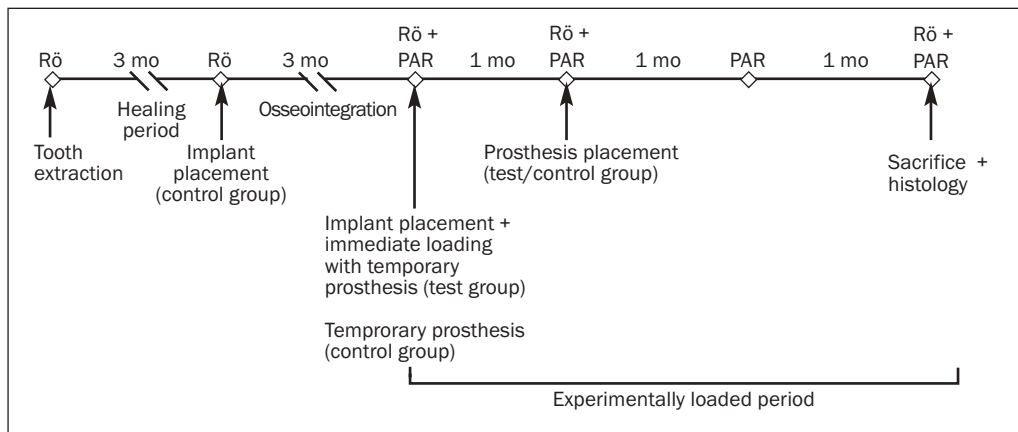 Rö
3 mo
Rö
3 mo
Rö +
PAR
1 mo
Rö +
PAR
1 mo
PAR
1 mo
Rö +
PAR
Healing
period
Osseointegration
Tooth
extraction
Implant
placement
(control group)
Prosthesis placement
(test/control group)
Sacrifice +
histology
Implant placement +
immediate loading
with temporary
prosthesis (test group)
Temprorary prosthesis
(control group)
Experimentally loaded period